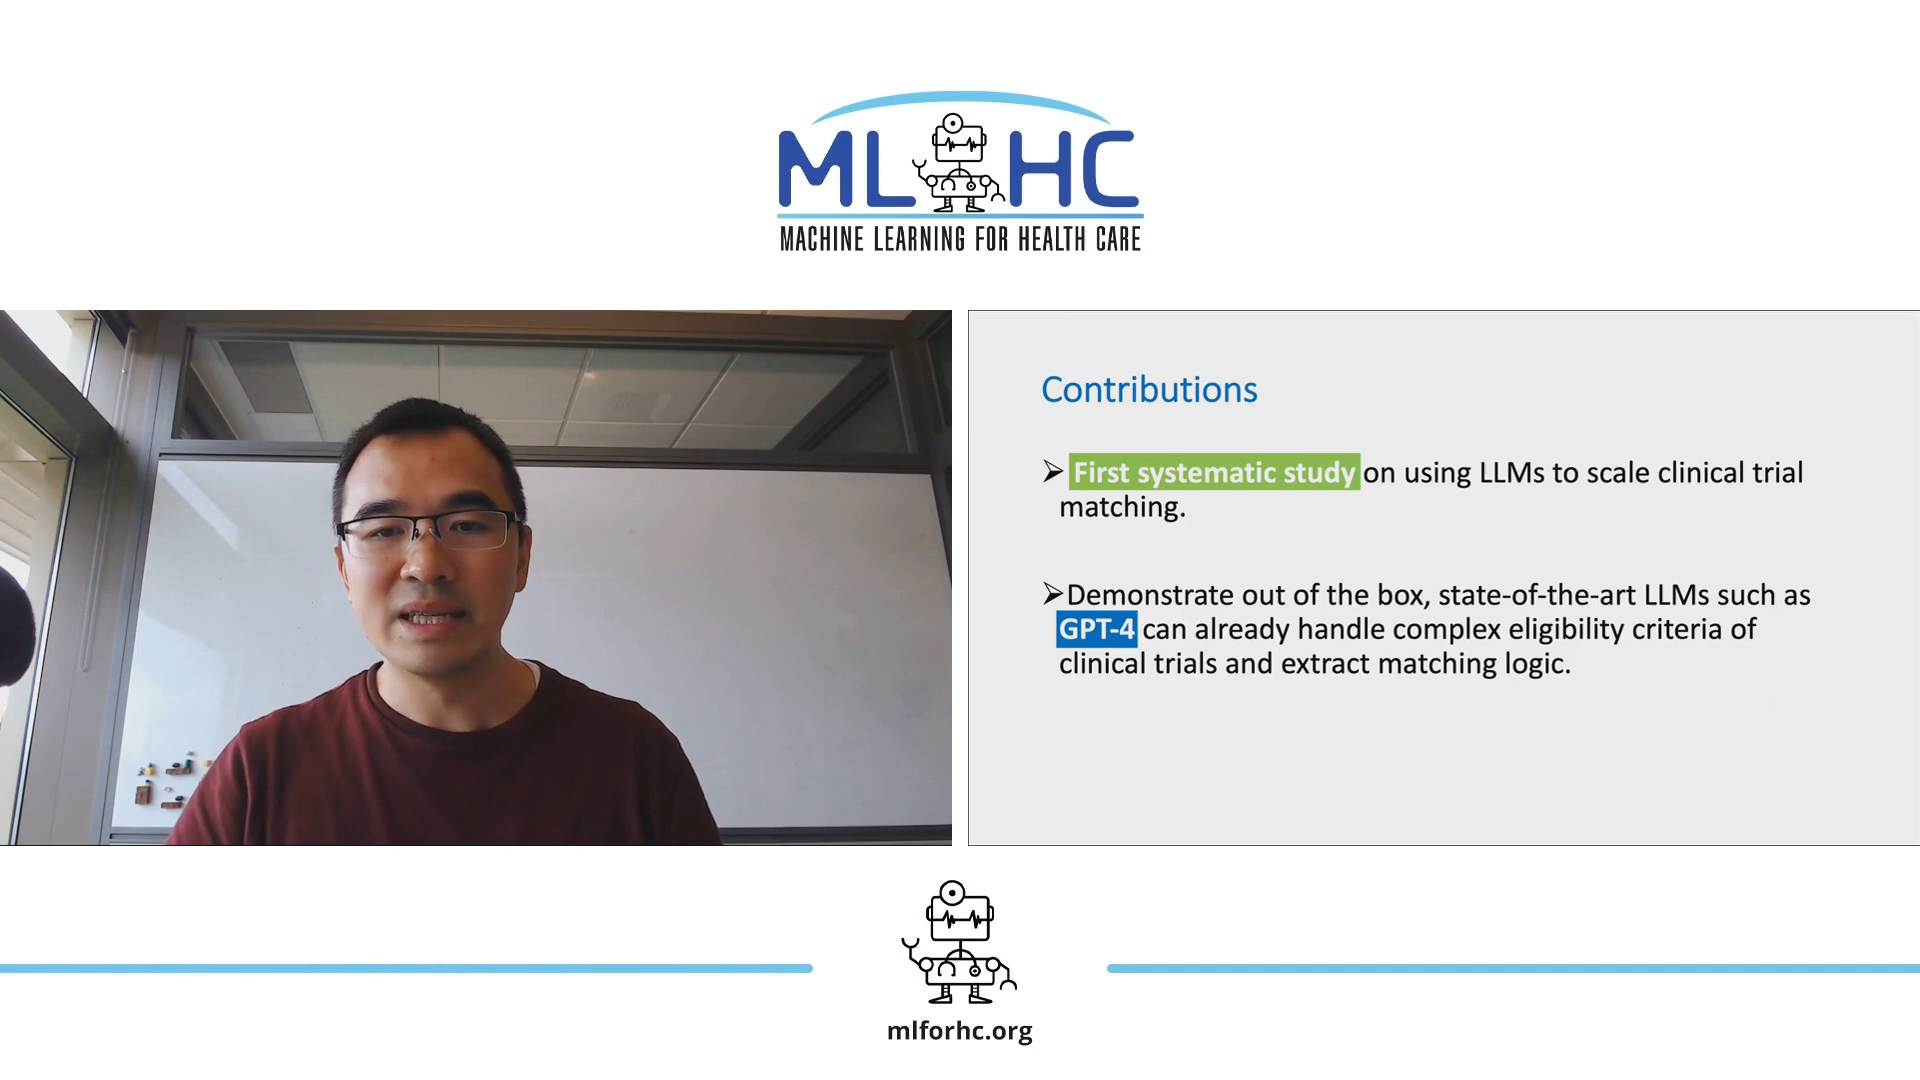 ML HC
MACHINE LEARNING FOR HEALTH CARE
Contributions
➢ First systematic study on using LLMs to scale clinical trial
matching.
➢Demonstrate out of the box, state-of-the-art LLMs such as
GPT-4 can already handle complex eligibility criteria of
clinical trials and extract matching logic.
mlforhc.org